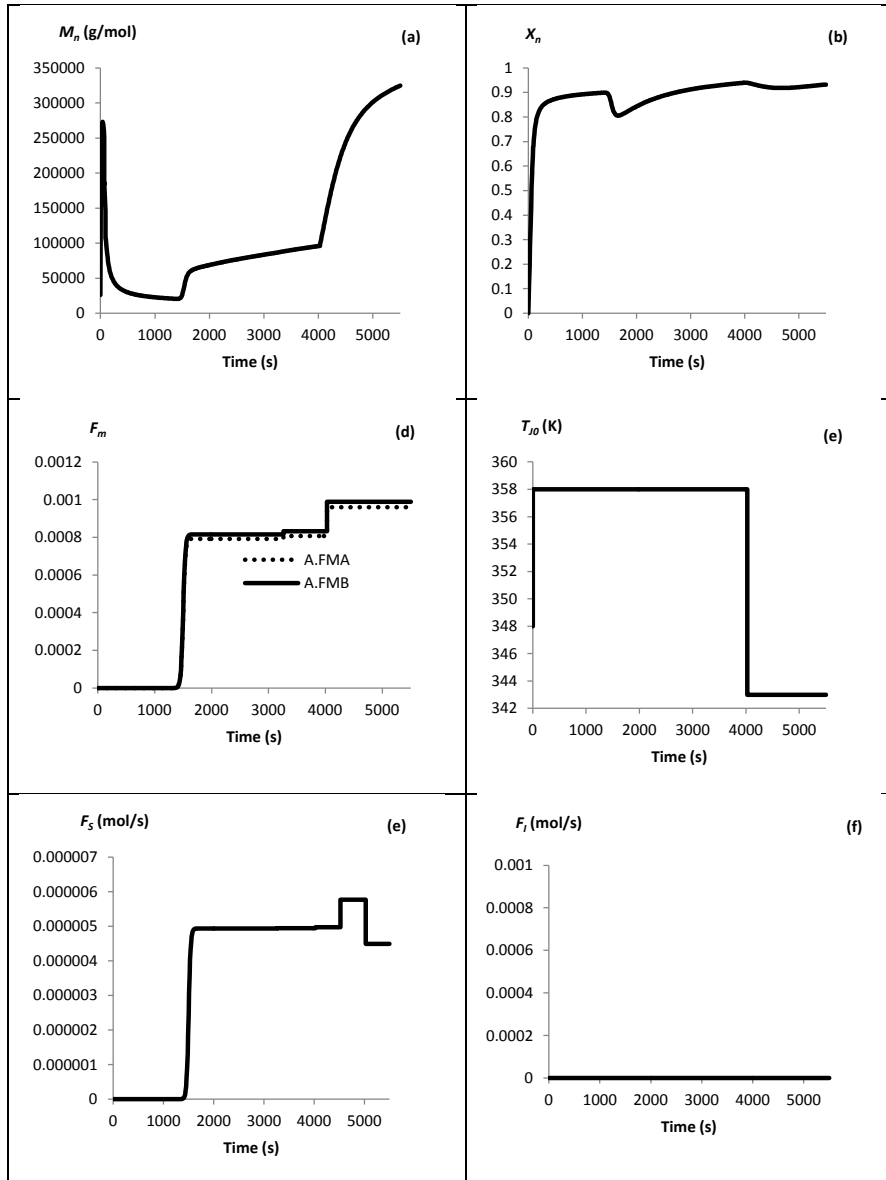 Mn (g/mol)
(a)
350000
300000
250000
200000
150000
100000
50000
0
0 1000 2000 3000 4000 5000
Time (s)
Xn
(b)
1
0.9
0.8
0.7
0.6
0.5
0.4
0.3
0.2
0.1
0
0 1000 2000 3000 4000 5000
Time (s)
Fm
(d)
0.0012
0.001
0.0008
0.0006
0.0004
0.0002
0
A.FMA
A.FMB
0 1000 2000 3000 4000 5000
Time (s)
TJ0 (K)
(e)
360
358
356
354
352
350
348
346
344
342
0 1000 2000 3000 4000 5000
Time (s)
FS (mol/s)
(e)
0.000007
0.000006
0.000005
0.000004
0.000003
0.000002
0.000001
0
0 1000 2000 3000 4000 5000
Time (s)
FI (mol/s)
(f)
0.001
0.0008
0.0006
0.0004
0.0002
0
0 1000 2000 3000 4000 5000
Time (s)